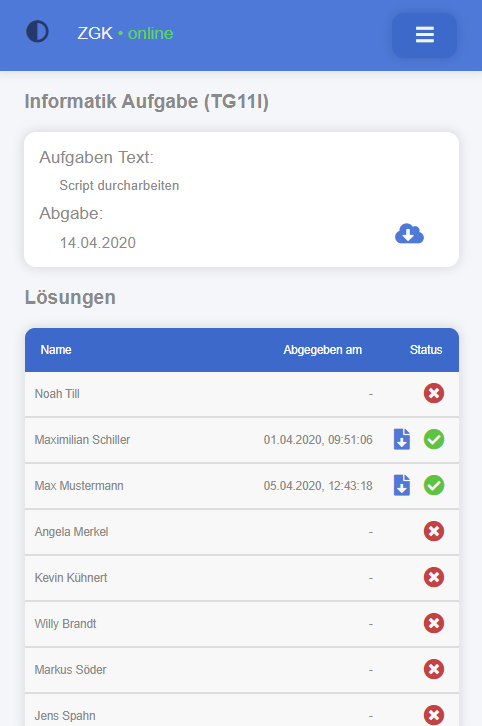 ZGK • online
Informatik Aufgabe (TG11I)
Aufgaben Text:
Script durcharbeiten
Abgabe:
14.04.2020
Lösungen
Name Abgegeben am Status
Noah Till -
Maximilian Schiller 01.04.2020, 09:51:06
Max Mustermann 05.04.2020, 12:43:18
Angela Merkel -
Kevin Kühnert -
Willy Brandt -
Markus Söder -
Jens Spahn -